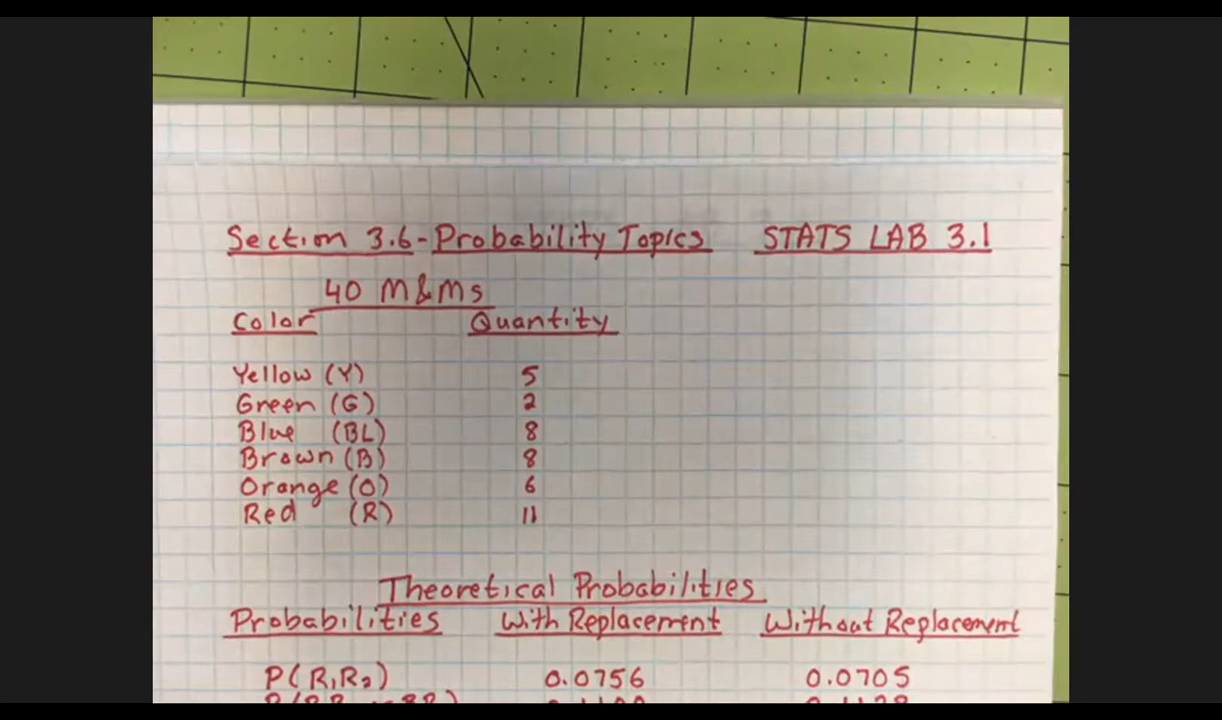 Section 3.6-Probability Topics STATS LAB 3.1
40 M&Ms
Color Quantity
Yellow (Y) 5
Green (G) 2
Blue (BL) 8
Brown (B) 8
Orange (O) 6
Red (R) 11
Theoretical Probabilities
Probabilities With Replacement Without Replacement
P(R₁R₂) 0.0756 0.0705